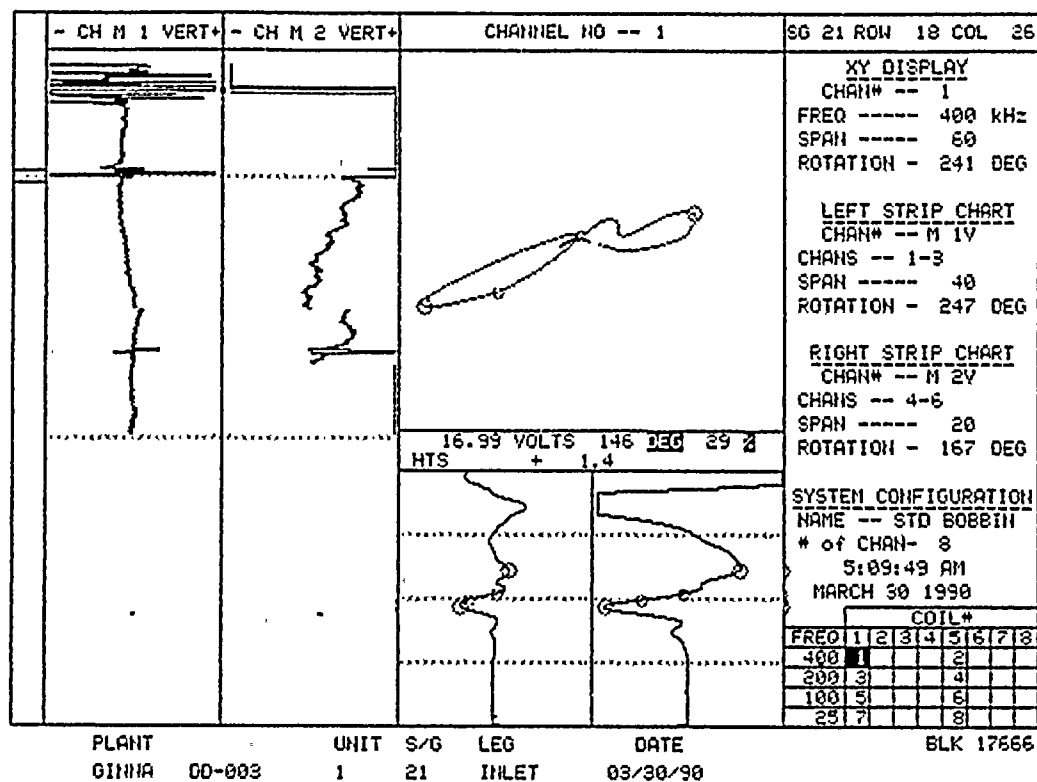 - CH M 1 VERT+
- CH M 2 VERT+
CHANNEL NO -- 1
SG 21 ROW 18 COL 26
XY DISPLAY
CHAN# -- 1
FREQ ----- 400 kHz
SPAN ----- 60
ROTATION - 241 DEG
LEFT STRIP CHART
CHAN# -- M 1V
CHANS -- 1-3
SPAN ----- 40
ROTATION - 247 DEG
RIGHT STRIP CHART
CHAN# -- M 2V
CHANS -- 4-6
SPAN ----- 20
ROTATION - 167 DEG
16.99 VOLTS 146 DEG 29 %
HTS + 1.4
SYSTEM CONFIGURATION
NAME -- STD BOBBIN
# of CHAN- 8
5:09:49 AM
MARCH 30 1990
COIL#
FREQ 1 2 3 4 5 6 7 8
400 1 2
200 3 4
100 5 6
25 7 8
PLANT UNIT S/G LEG DATE BLK 17666
GINNA DD-003 1 21 INLET 03/30/90